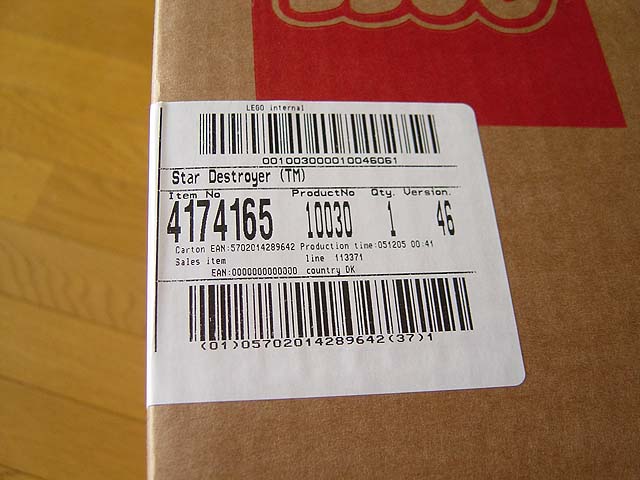 LEGO internal
001003000010046061
Star Destroyer (TM)
Item No ProductNo Qty. Version.
4174165 10030 1 46
Carton EAN:5702014289642 Production time:051205 00:41
Sales item line 113371
EAN:0000000000000 country DK
(01)05702014289642(37)1